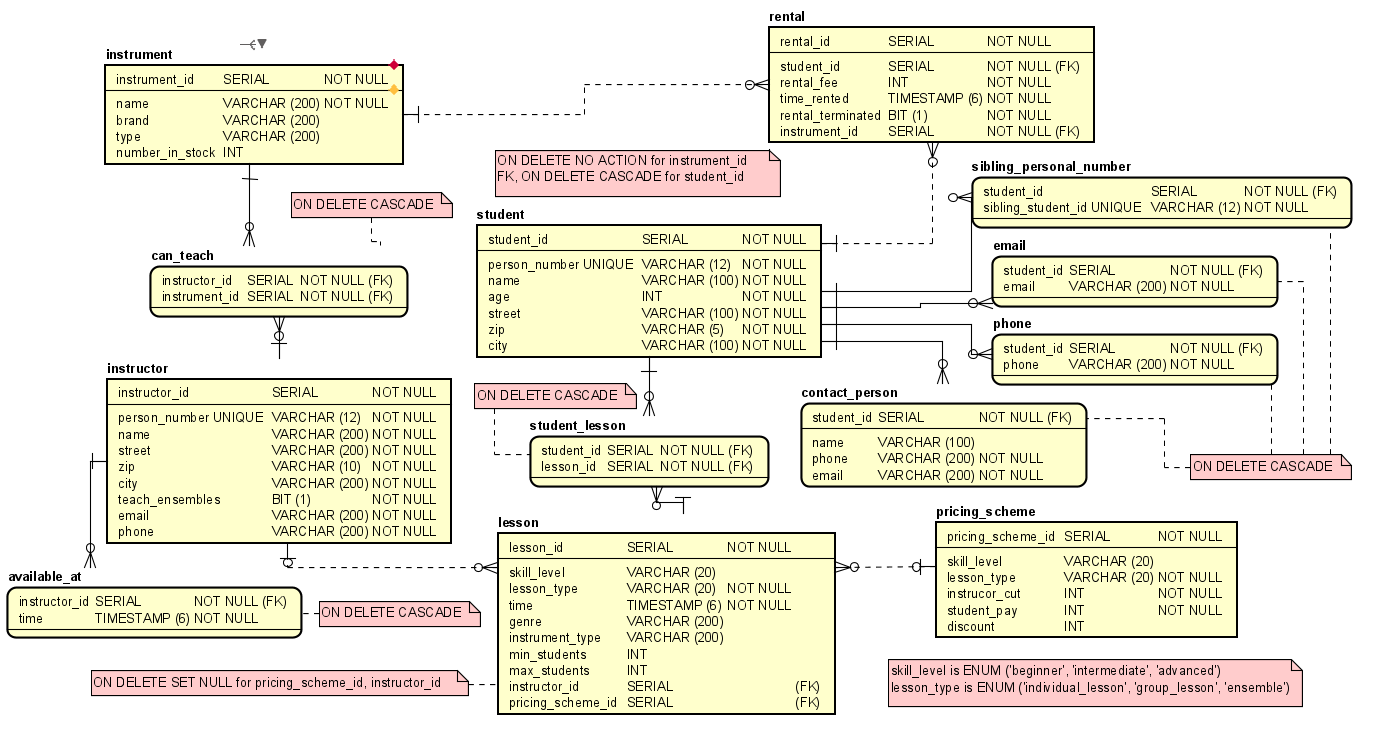 rental
rental_id SERIAL NOT NULL
student_id SERIAL NOT NULL (FK)
rental_fee INT NOT NULL
time_rented TIMESTAMP (6) NOT NULL
rental_terminated BIT (1) NOT NULL
instrument_id SERIAL NOT NULL (FK)
instrument
instrument_id SERIAL NOT NULL
name VARCHAR (200) NOT NULL
brand VARCHAR (200)
type VARCHAR (200)
number_in_stock INT
ON DELETE NO ACTION for instrument_id
FK, ON DELETE CASCADE for student_id
ON DELETE CASCADE
sibling_personal_number
student_id SERIAL NOT NULL (FK)
sibling_student_id UNIQUE VARCHAR (12) NOT NULL
student
student_id SERIAL NOT NULL
person_number UNIQUE VARCHAR (12) NOT NULL
name VARCHAR (100) NOT NULL
age INT NOT NULL
street VARCHAR (100) NOT NULL
zip VARCHAR (5) NOT NULL
city VARCHAR (100) NOT NULL
email
student_id SERIAL NOT NULL (FK)
email VARCHAR (200) NOT NULL
can_teach
instructor_id SERIAL NOT NULL (FK)
instrument_id SERIAL NOT NULL (FK)
phone
student_id SERIAL NOT NULL (FK)
phone VARCHAR (200) NOT NULL
instructor
instructor_id SERIAL NOT NULL
person_number UNIQUE VARCHAR (12) NOT NULL
name VARCHAR (200) NOT NULL
street VARCHAR (200) NOT NULL
zip VARCHAR (10) NOT NULL
city VARCHAR (200) NOT NULL
teach_ensembles BIT (1) NOT NULL
email VARCHAR (200) NOT NULL
phone VARCHAR (200) NOT NULL
ON DELETE CASCADE
contact_person
student_id SERIAL NOT NULL (FK)
name VARCHAR (100)
phone VARCHAR (200) NOT NULL
email VARCHAR (200) NOT NULL
student_lesson
student_id SERIAL NOT NULL (FK)
lesson_id SERIAL NOT NULL (FK)
ON DELETE CASCADE
lesson
lesson_id SERIAL NOT NULL
skill_level VARCHAR (20)
lesson_type VARCHAR (20) NOT NULL
time TIMESTAMP (6) NOT NULL
genre VARCHAR (200)
instrument_type VARCHAR (200)
min_students INT
max_students INT
instructor_id SERIAL (FK)
pricing_scheme_id SERIAL (FK)
pricing_scheme
pricing_scheme_id SERIAL NOT NULL
skill_level VARCHAR (20)
lesson_type VARCHAR (20) NOT NULL
instrucor_cut INT NOT NULL
student_pay INT NOT NULL
discount INT
available_at
instructor_id SERIAL NOT NULL (FK)
time TIMESTAMP (6) NOT NULL
ON DELETE CASCADE
ON DELETE SET NULL for pricing_scheme_id, instructor_id
skill_level is ENUM ('beginner', 'intermediate', 'advanced')
lesson_type is ENUM ('individual_lesson', 'group_lesson', 'ensemble')